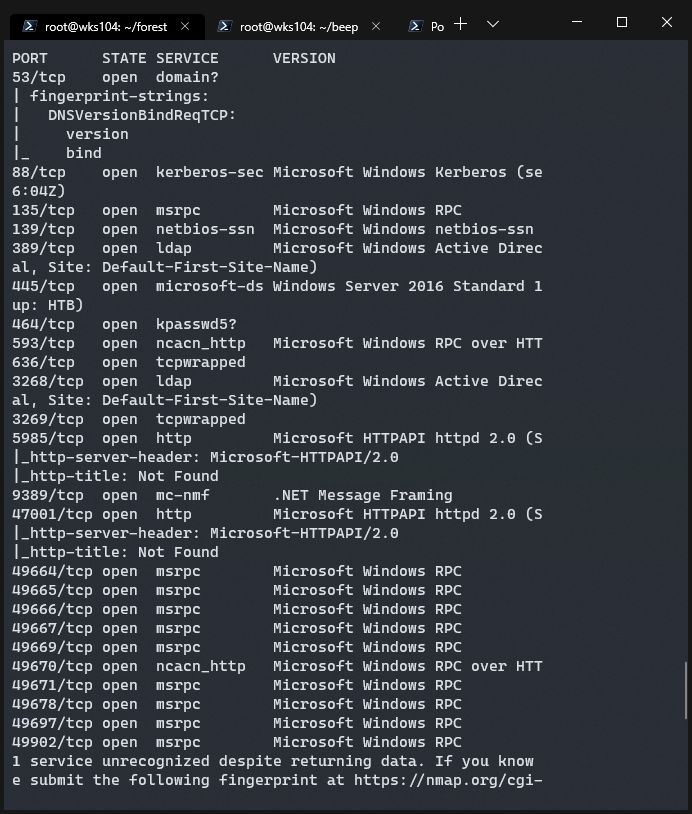 root@wks104: ~/forest
root@wks104: ~/beep
Po
PORT      STATE SERVICE      VERSION
53/tcp    open  domain?
| fingerprint-strings:
|   DNSVersionBindReqTCP:
|     version
|_    bind
88/tcp    open  kerberos-sec Microsoft Windows Kerberos (se
6:04Z)
135/tcp   open  msrpc        Microsoft Windows RPC
139/tcp   open  netbios-ssn  Microsoft Windows netbios-ssn
389/tcp   open  ldap         Microsoft Windows Active Direc
al, Site: Default-First-Site-Name)
445/tcp   open  microsoft-ds Windows Server 2016 Standard 1
up: HTB)
464/tcp   open  kpasswd5?
593/tcp   open  ncacn_http   Microsoft Windows RPC over HTT
636/tcp   open  tcpwrapped
3268/tcp  open  ldap         Microsoft Windows Active Direc
al, Site: Default-First-Site-Name)
3269/tcp  open  tcpwrapped
5985/tcp  open  http         Microsoft HTTPAPI httpd 2.0 (S
|_http-server-header: Microsoft-HTTPAPI/2.0
|_http-title: Not Found
9389/tcp  open  mc-nmf       .NET Message Framing
47001/tcp open  http         Microsoft HTTPAPI httpd 2.0 (S
|_http-server-header: Microsoft-HTTPAPI/2.0
|_http-title: Not Found
49664/tcp open  msrpc        Microsoft Windows RPC
49665/tcp open  msrpc        Microsoft Windows RPC
49666/tcp open  msrpc        Microsoft Windows RPC
49667/tcp open  msrpc        Microsoft Windows RPC
49669/tcp open  msrpc        Microsoft Windows RPC
49670/tcp open  ncacn_http   Microsoft Windows RPC over HTT
49671/tcp open  msrpc        Microsoft Windows RPC
49678/tcp open  msrpc        Microsoft Windows RPC
49697/tcp open  msrpc        Microsoft Windows RPC
49902/tcp open  msrpc        Microsoft Windows RPC
1 service unrecognized despite returning data. If you know
e submit the following fingerprint at https://nmap.org/cgi-